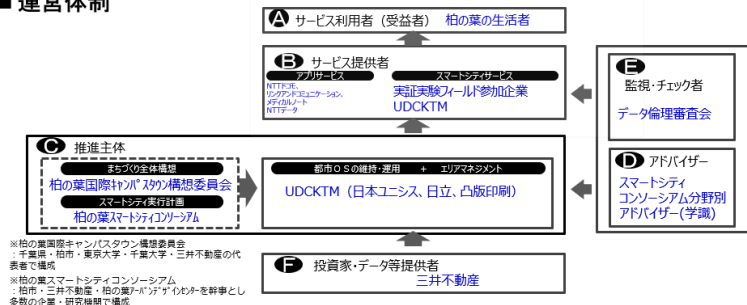 ■ 運営体制
A サービス利用者（受益者） 柏の葉の生活者
B サービス提供者
アプリサービス
NTTドコモ、
リンクアンドコミュニケーション、
メディカルノート
NTTデータ
スマートシティサービス
実証実験フィールド参加企業
UDCKTM
E
監視・チェック者
データ倫理審査会
C 推進主体
まちづくり全体構想
柏の葉国際キャンパスタウン構想委員会
スマートシティ実行計画
柏の葉スマートシティコンソーシアム
都市OSの維持・運用 + エリアマネジメント
UDCKTM（日本ユニシス、日立、凸版印刷）
D アドバイザー
スマートシティ
コンソーシアム分野別
アドバイザー(学識)
※柏の葉国際キャンパスタウン構想委員会
：千葉県・柏市・東京大学・千葉大学・三井不動産の代
表者で構成
※柏の葉スマートシティコンソーシアム
：柏市・三井不動産・柏の葉アーバンデザインセンターを幹事とし
多数の企業・研究機関で構成
F 投資家・データ等提供者
三井不動産